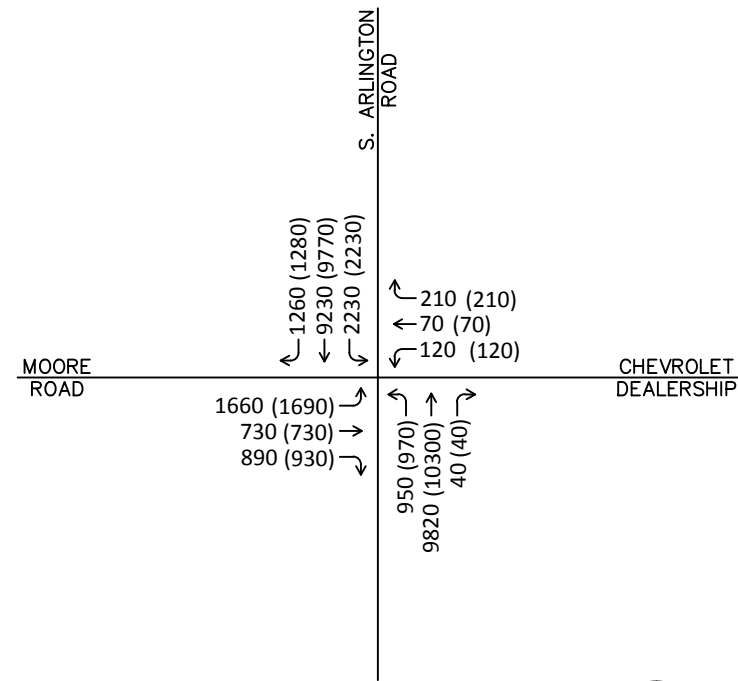 S. ARLINGTON
ROAD
1260 (1280)
9230 (9770)
2230 (2230)
210 (210)
70 (70)
120 (120)
MOORE
ROAD
CHEVROLET
DEALERSHIP
1660 (1690)
730 (730)
890 (930)
950 (970)
9820 (10300)
40 (40)